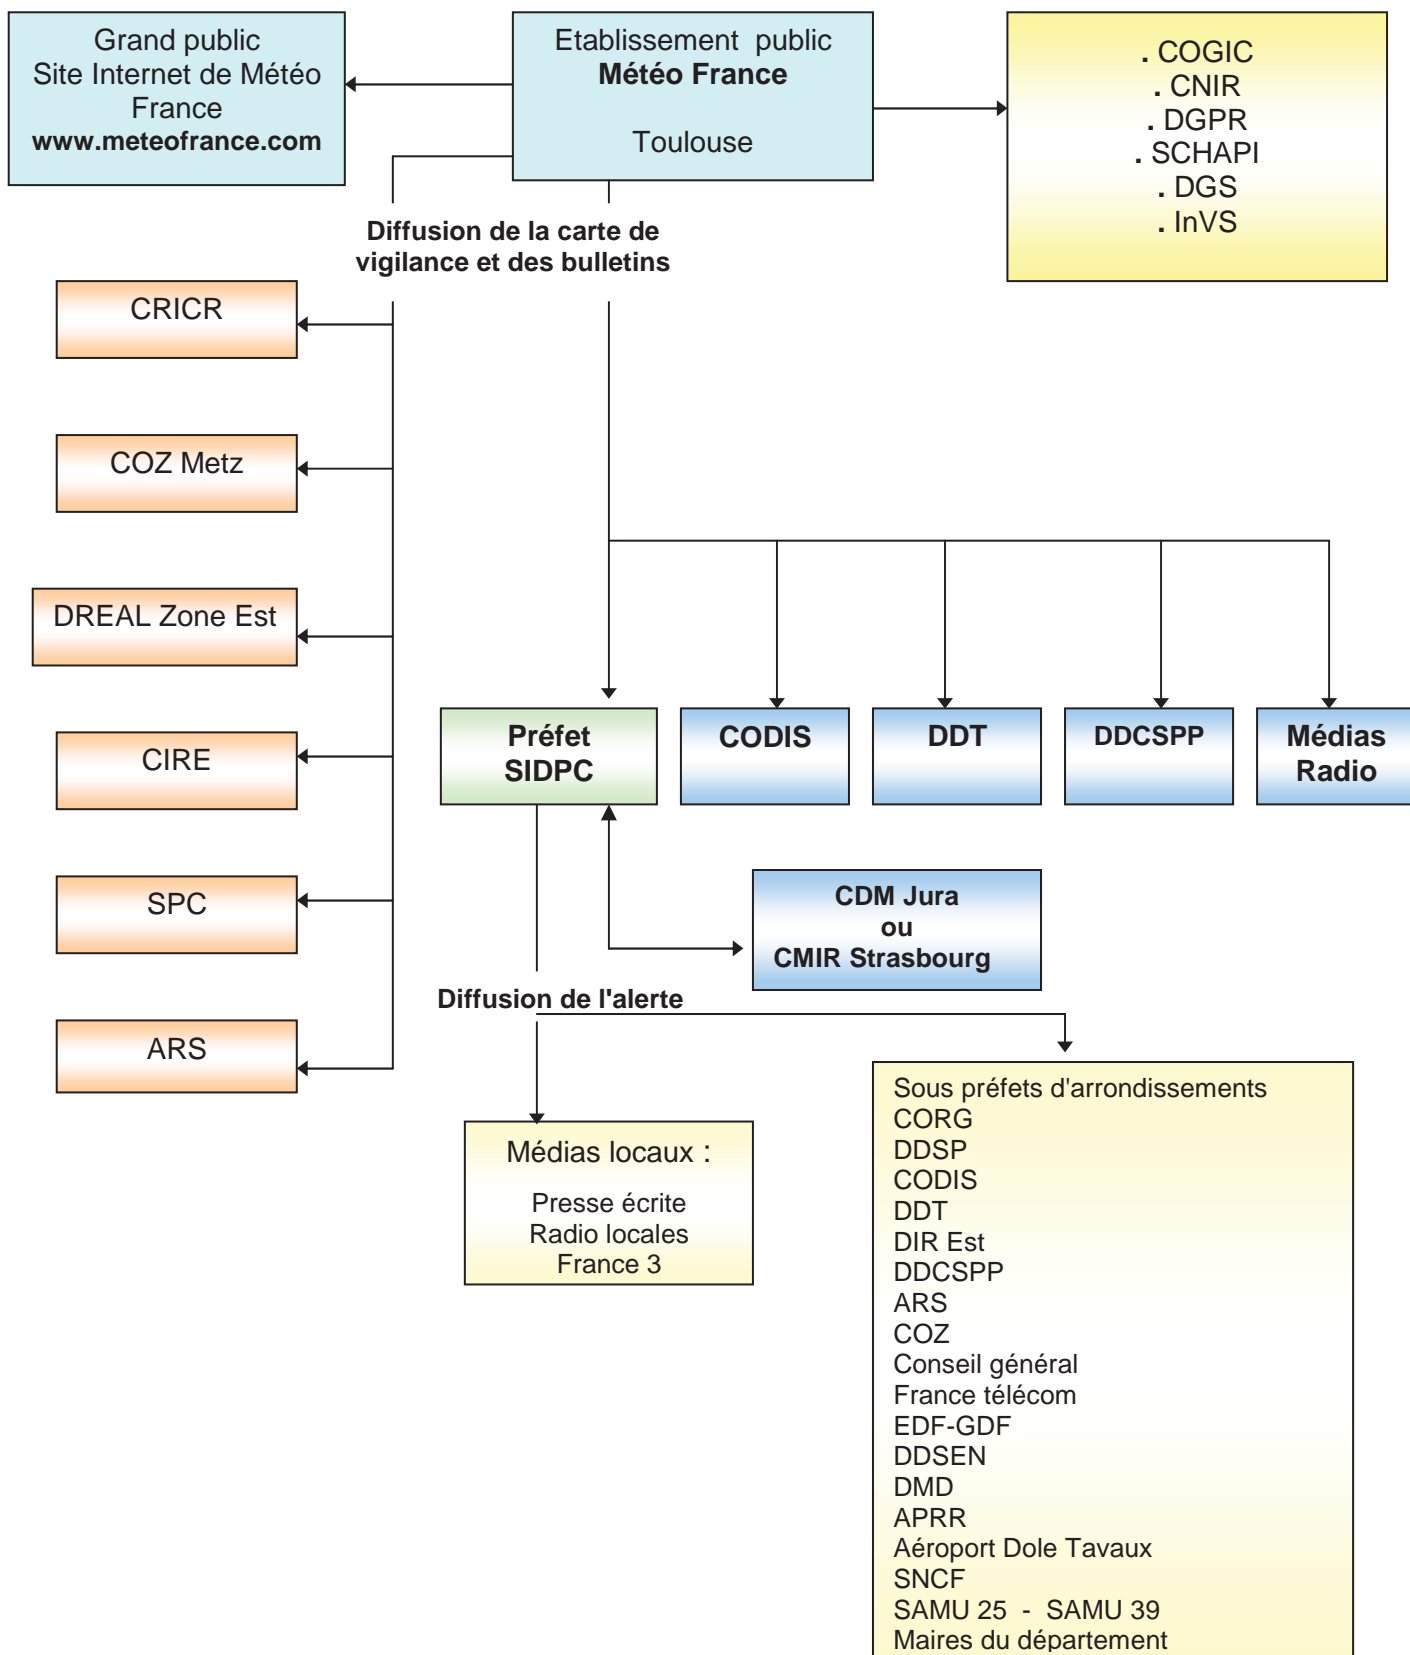 Grand public
Site Internet de Météo
France
www.meteofrance.com
Etablissement public
Météo France
Toulouse
. COGIC
. CNIR
. DGPR
. SCHAPI
. DGS
. InVS
Diffusion de la carte de
vigilance et des bulletins
CRICR
COZ Metz
DREAL Zone Est
CIRE
SPC
ARS
Préfet
SIDPC
CODIS
DDT
DDCSPP
Médias
Radio
CDM Jura
ou
CMIR Strasbourg
Diffusion de l'alerte
Médias locaux :
Presse écrite
Radio locales
France 3
Sous préfets d'arrondissements
CORG
DDSP
CODIS
DDT
DIR Est
DDCSPP
ARS
COZ
Conseil général
France télécom
EDF-GDF
DDSEN
DMD
APRR
Aéroport Dole Tavaux
SNCF
SAMU 25 - SAMU 39
Maires du département